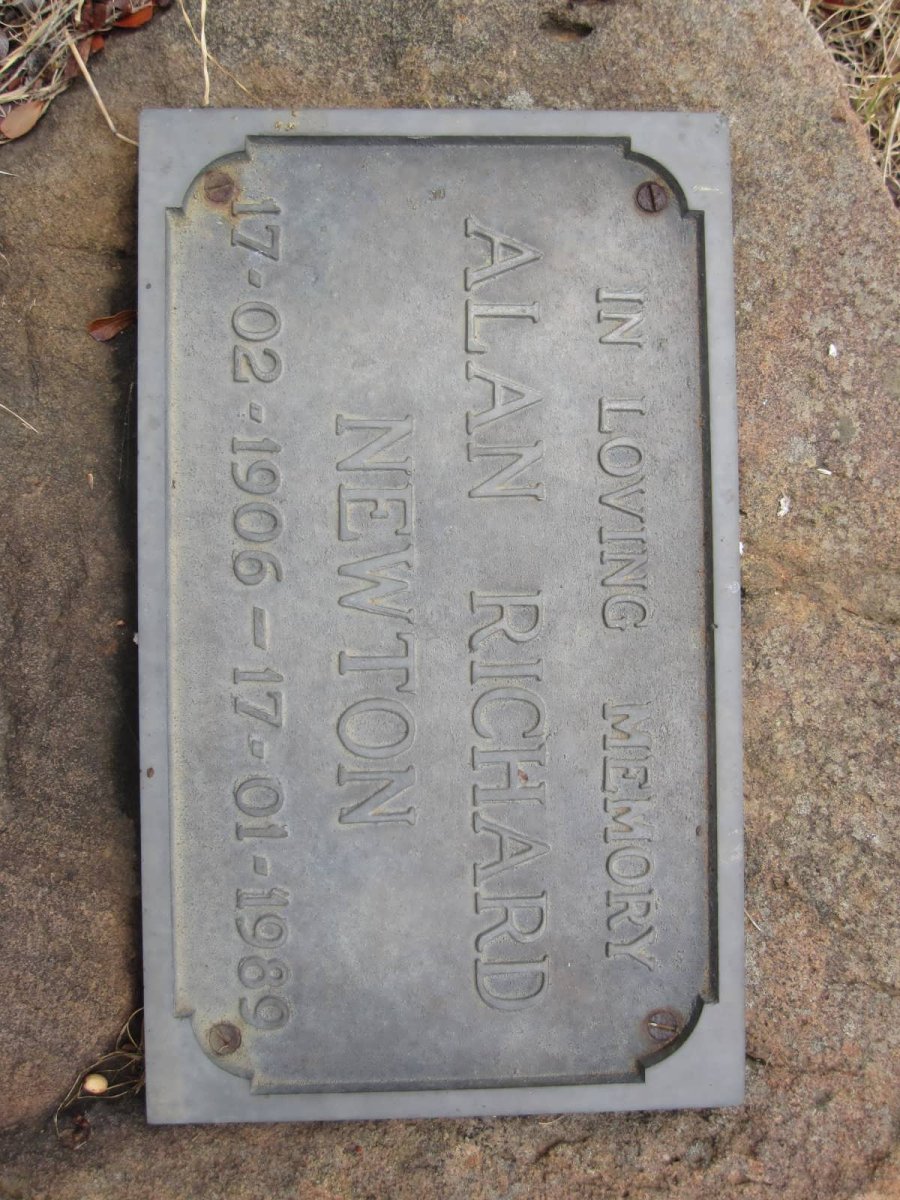 IN LOVING MEMORY
ALAN RICHARD
NEWTON
17-02-1906-17-01-1989